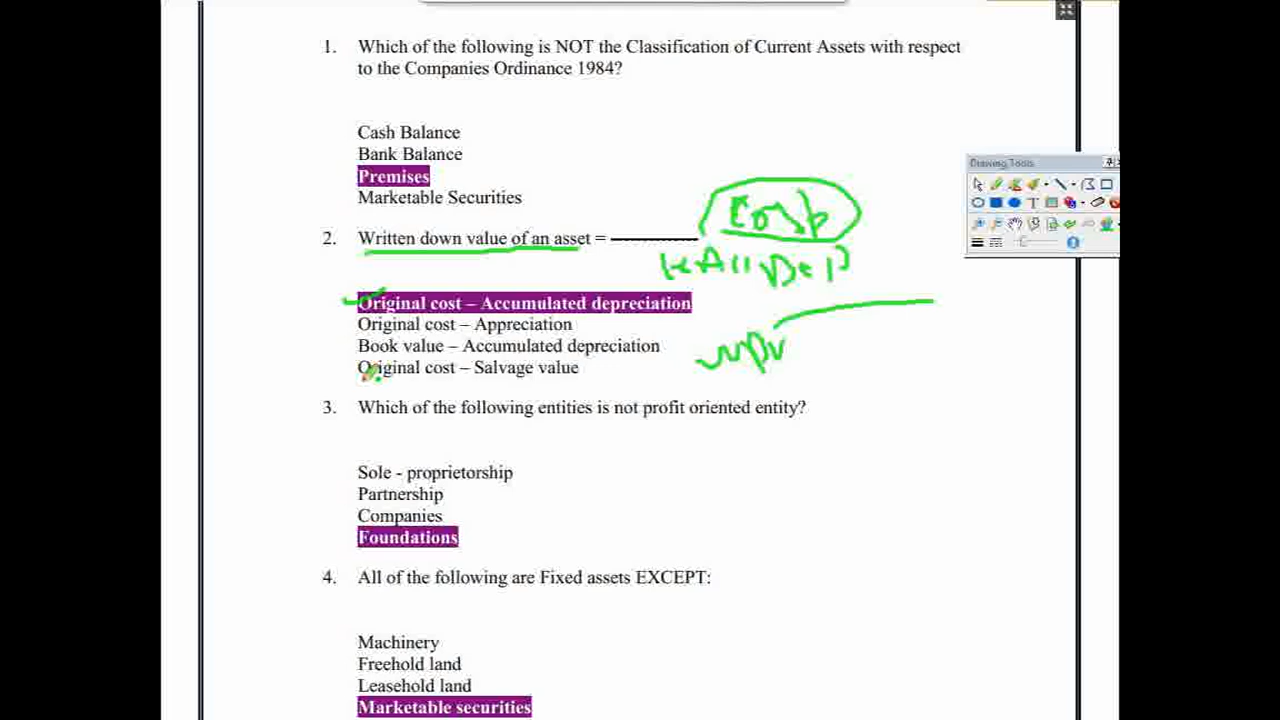 1. Which of the following is NOT the Classification of Current Assets with respect
to the Companies Ordinance 1984?
Cash Balance
Bank Balance
Premises
Marketable Securities
2. Written down value of an asset =
Original cost – Accumulated depreciation
Original cost – Appreciation
Book value – Accumulated depreciation
Original cost – Salvage value
3. Which of the following entities is not profit oriented entity?
Sole - proprietorship
Partnership
Companies
Foundations
4. All of the following are Fixed assets EXCEPT:
Machinery
Freehold land
Leasehold land
Marketable securities
Drawing Tools